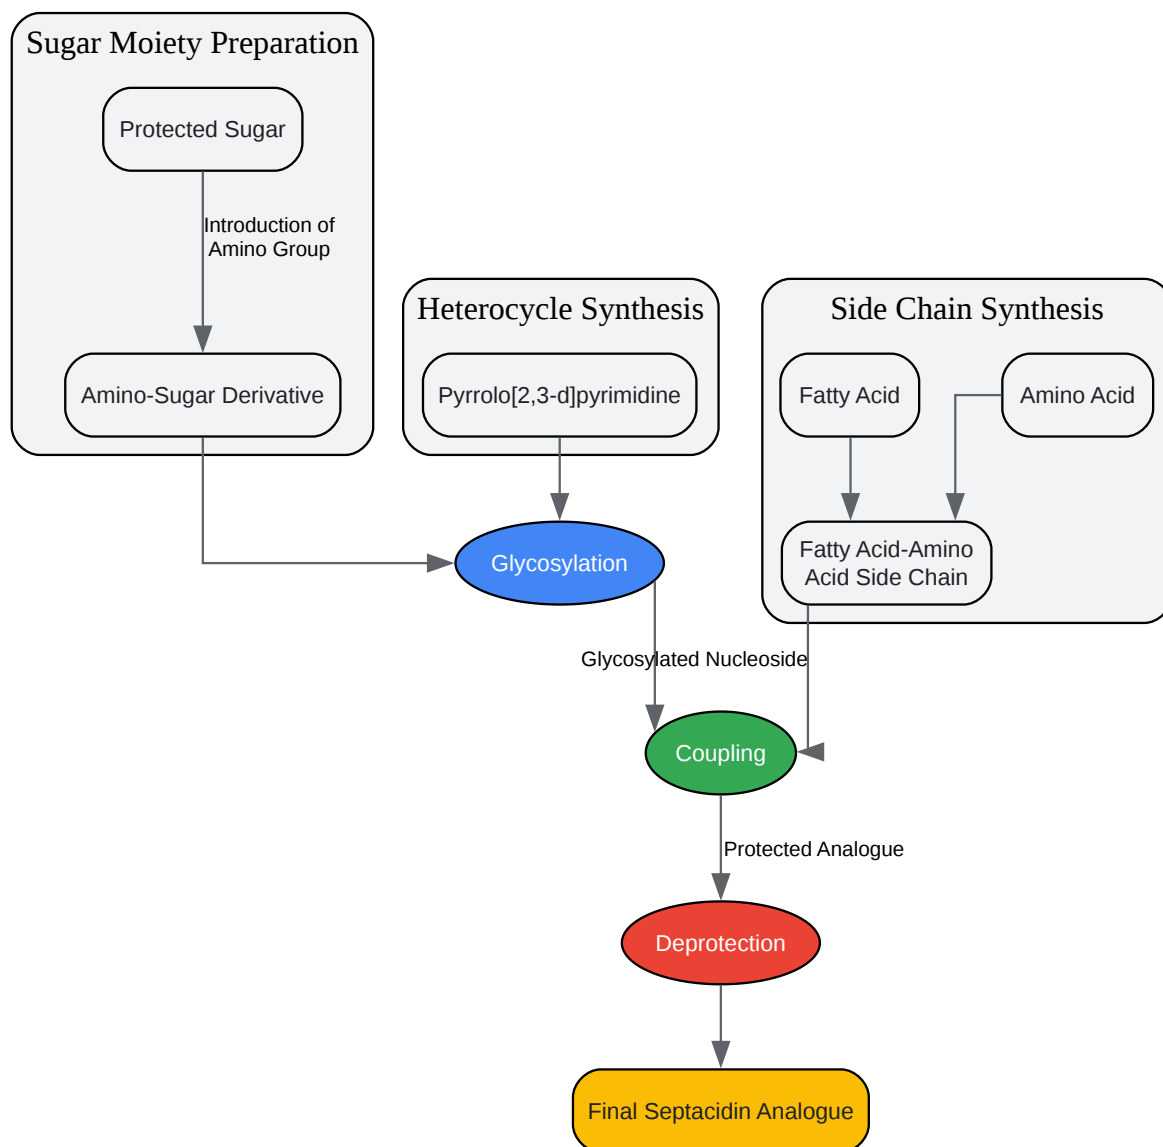 Sugar Moiety Preparation
Protected Sugar
Introduction of
Amino Group
Amino-Sugar Derivative
Heterocycle Synthesis
Pyrrolo[2,3-d]pyrimidine
Side Chain Synthesis
Fatty Acid
Amino Acid
Fatty Acid-Amino
Acid Side Chain
Glycosylation
Glycosylated Nucleoside
Coupling
Protected Analogue
Deprotection
Final Septacidin Analogue